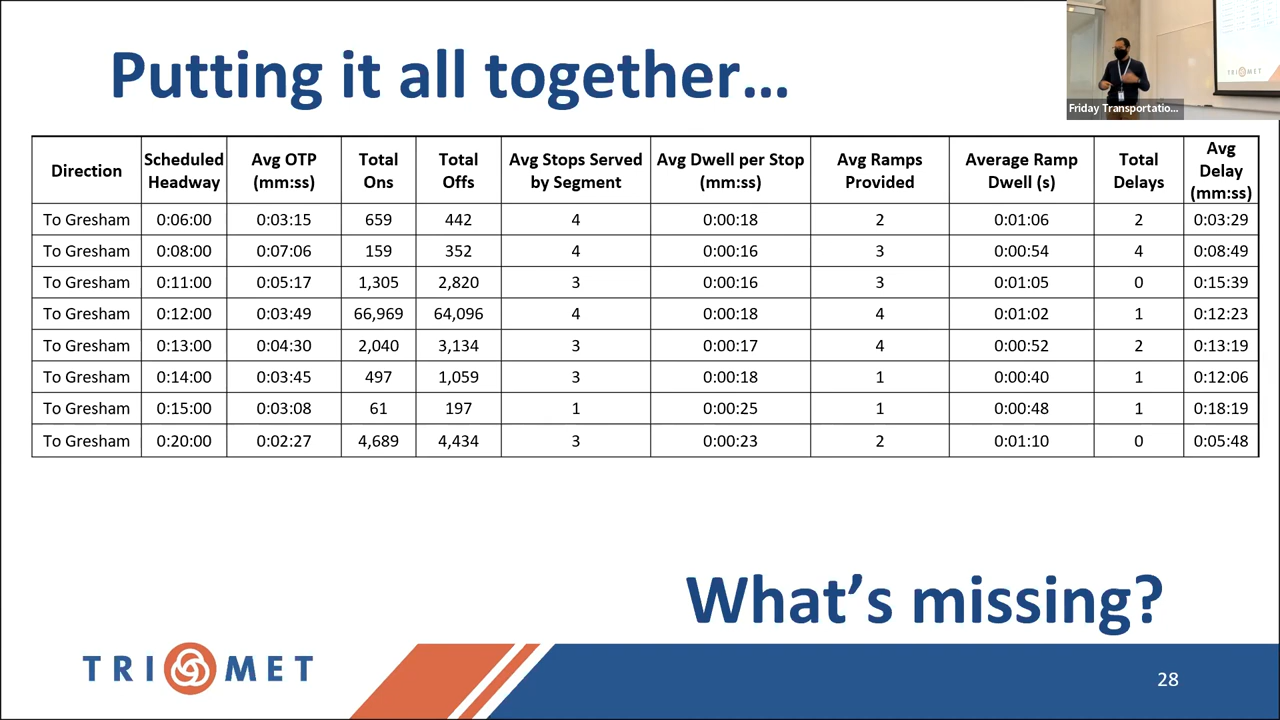 Putting it all together...
TRI MET
Friday Transportatio...
Direction Scheduled Headway Avg OTP (mm:ss) Total Ons Total Offs Avg Stops Served by Segment Avg Dwell per Stop (mm:ss) Avg Ramps Provided Average Ramp Dwell (s) Total Delays Avg Delay (mm:ss)
To Gresham 0:06:00 0:03:15 659 442 4 0:00:18 2 0:01:06 2 0:03:29
To Gresham 0:08:00 0:07:06 159 352 4 0:00:16 3 0:00:54 4 0:08:49
To Gresham 0:11:00 0:05:17 1,305 2,820 3 0:00:16 3 0:01:05 0 0:15:39
To Gresham 0:12:00 0:03:49 66,969 64,096 4 0:00:18 4 0:01:02 1 0:12:23
To Gresham 0:13:00 0:04:30 2,040 3,134 3 0:00:17 4 0:00:52 2 0:13:19
To Gresham 0:14:00 0:03:45 497 1,059 3 0:00:18 1 0:00:40 1 0:12:06
To Gresham 0:15:00 0:03:08 61 197 1 0:00:25 1 0:00:48 1 0:18:19
To Gresham 0:20:00 0:02:27 4,689 4,434 3 0:00:23 2 0:01:10 0 0:05:48
What's missing?
TRI MET
28